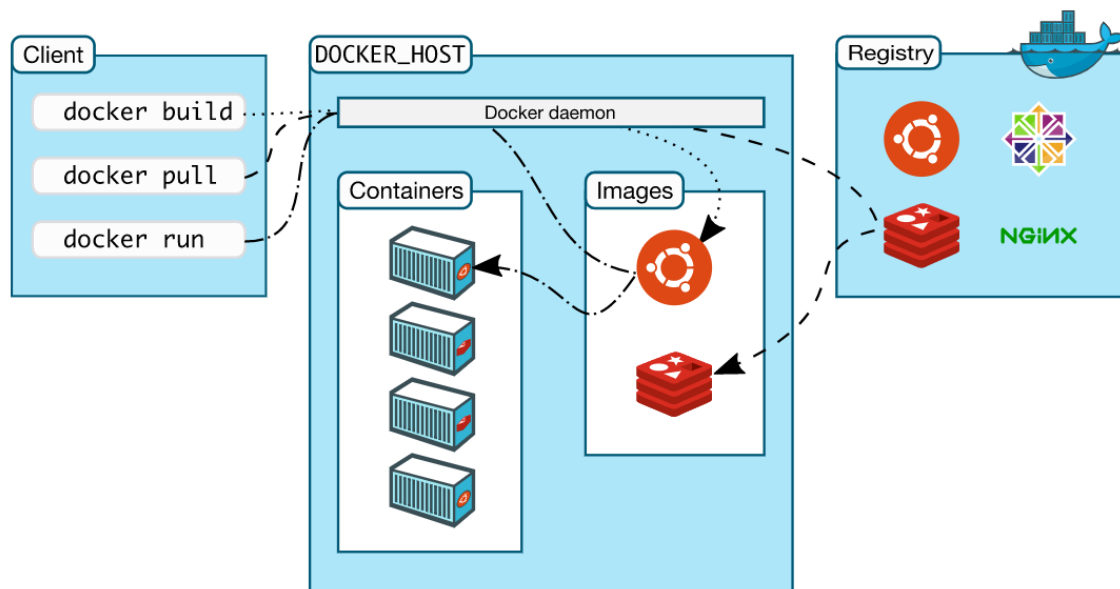 Client
docker build
docker pull
docker run
DOCKER_HOST
Docker daemon
Containers
Images
Registry
NGINX